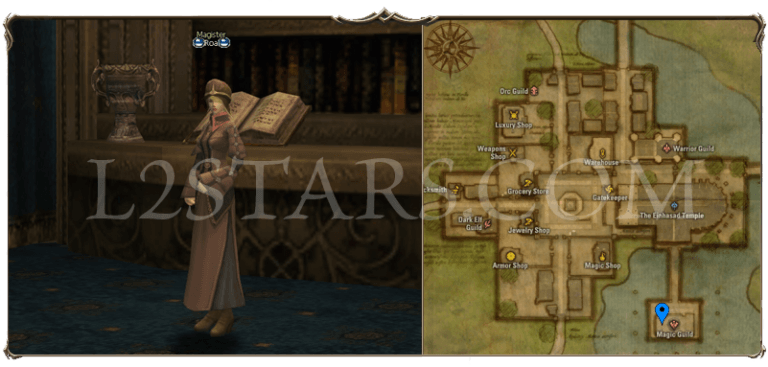 Magister
Roa
L2STARS.COM
Orc Guild
Luxury Shop
Weapons
Shop
Warehouse
Warrior Guild
cksmith
Grocery Store
Gatekeeper
Dark Elf
Guild
Jewelry Shop
The Einhasad Temple
Armor Shop
Magic Shop
Magic Guild